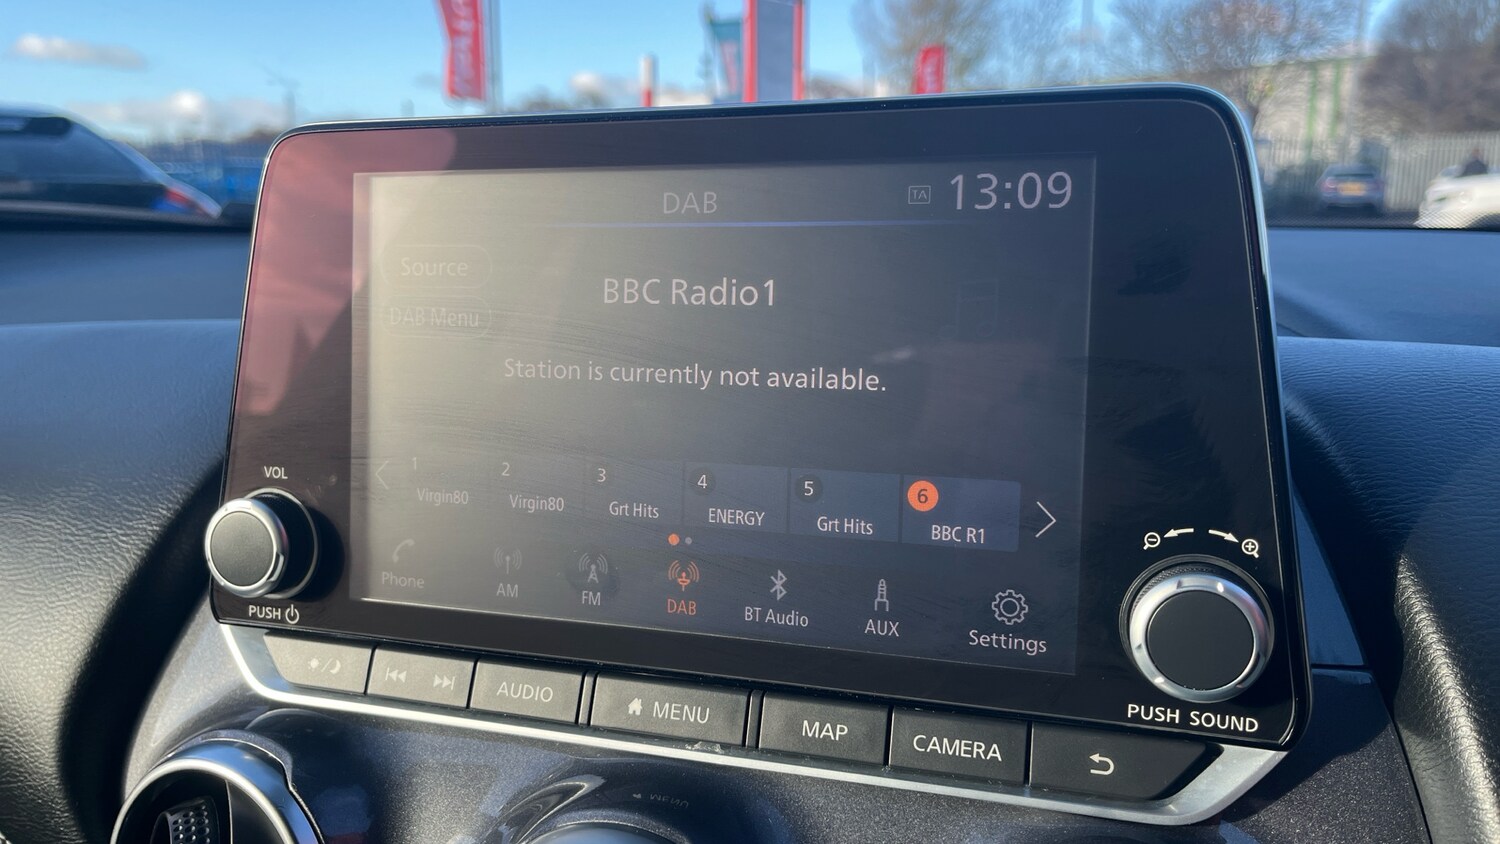 DAB
TA 13:09
Source
BBC Radio1
DAB Menu
Station is currently not available.
1 Virgin80
2 Virgin80
3 Grt Hits
4 ENERGY
5 Grt Hits
6 BBC R1
Phone
AM
FM
DAB
BT Audio
AUX
Settings
VOL
PUSH
AUDIO
MENU
MAP
CAMERA
PUSH SOUND